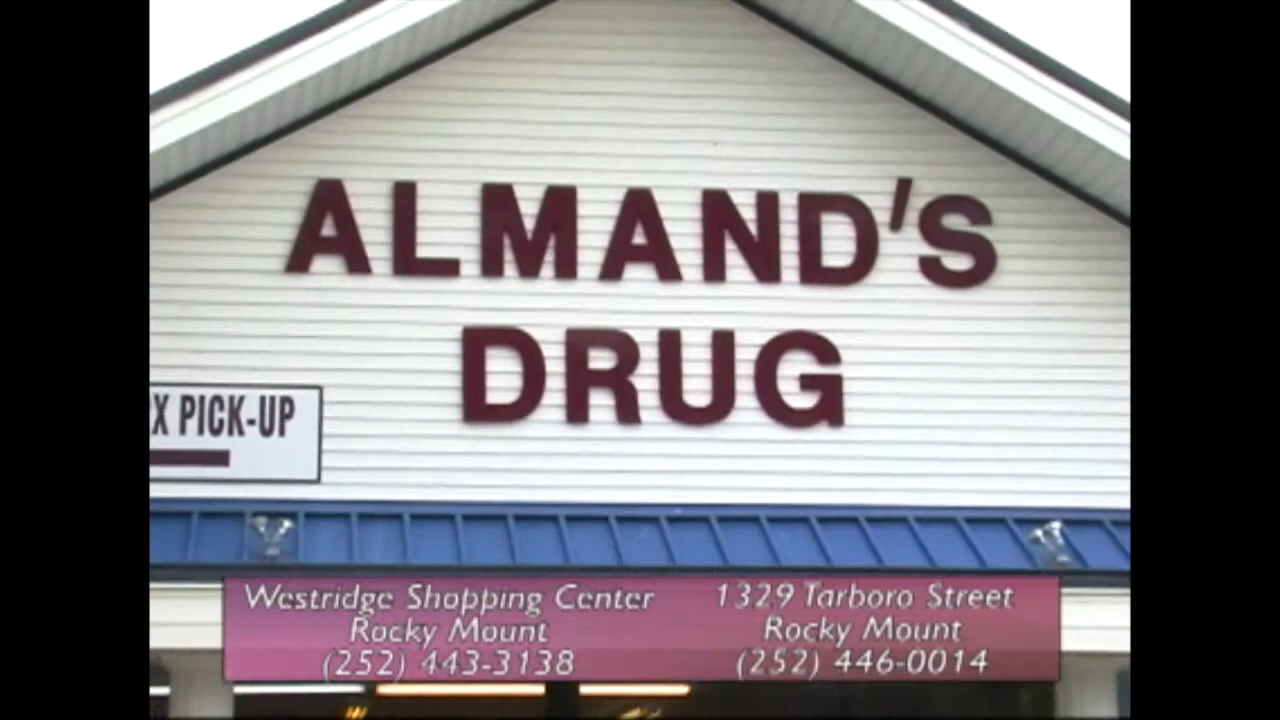 ALMAND'S
DRUG
X PICK-UP
Westridge Shopping Center
Rocky Mount
(252) 443-3138
1329 Tarboro Street
Rocky Mount
(252) 446-0014